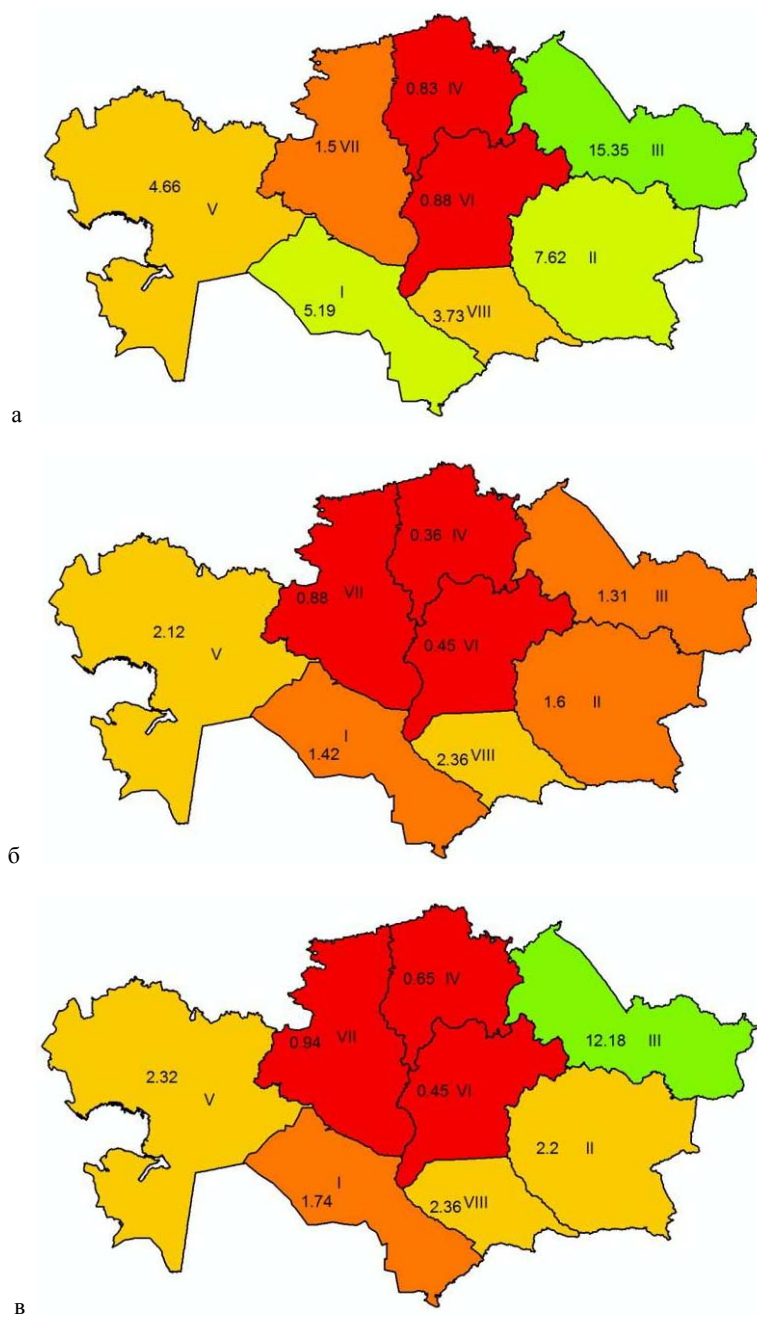 0.83 IV
1.5 VII
15.35 III
4.66
0.88 VI
V
7.62 II
I
5.19
3.73 VIII
а
0.36 IV
0.88 VII
1.31 III
2.12
0.45 VI
V
1.6 II
I
1.42
2.36 VIII
б
0.65 IV
0.94 VII
12.18 III
2.32
0.45 VI
V
2.2 II
I
1.74
2.36 VIII
в